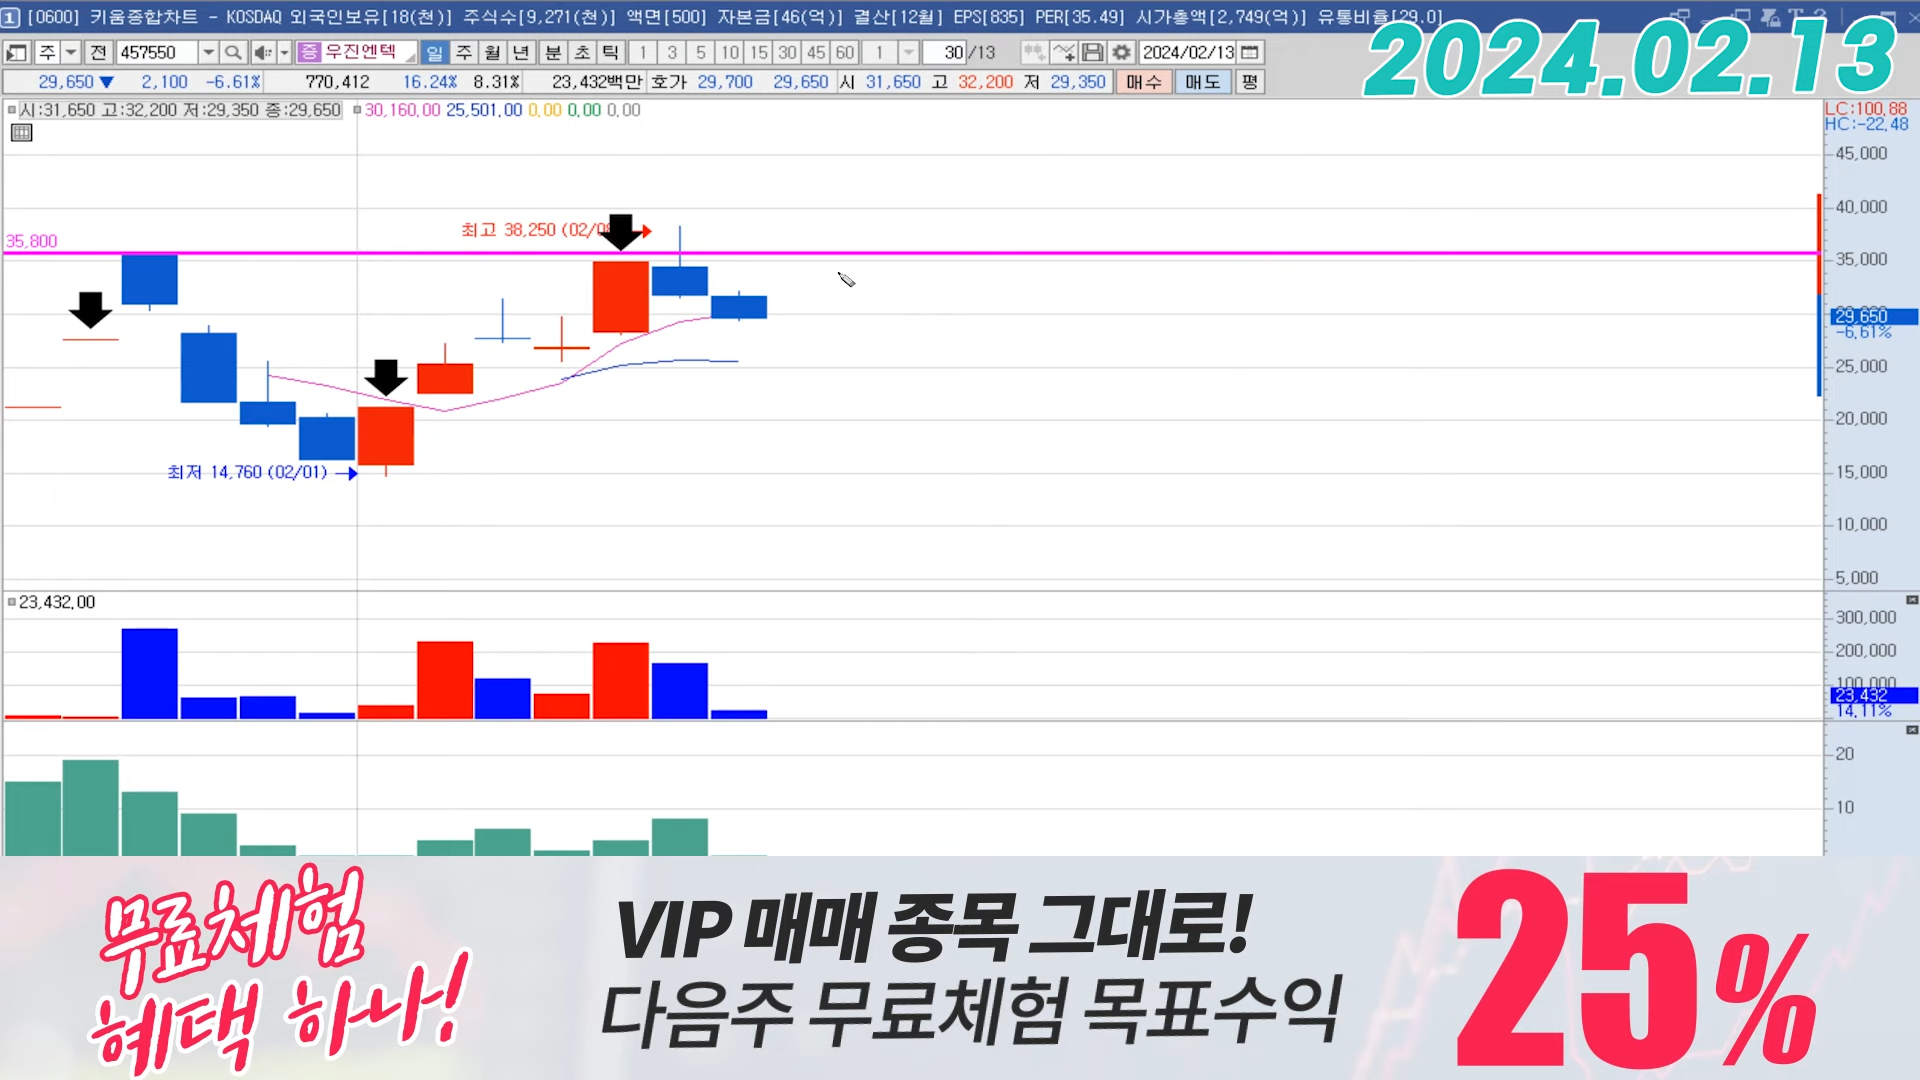 1 [0600] 키움종합차트 - KOSDAQ 외국인보유[18(천)] 주식수[9,271(천)] 액면[500] 자본금[46(억)] 결산[12월] EPS[835] PER[35.49] 시가총액[2,749(억)] 유통비율[29.0]
2024.02.13
주 전 457550 증 우진엔텍 일 주 월 년 분 초 틱 1 3 5 10 15 30 45 60 1 30 /13 2024/02/13
29,650 ▼ 2,100 -6.61% 770,412 16.24% 8.31% 23,432백만 호가 29,700 29,650 시 31,650 고 32,200 저 29,350 매수 매도 평
시:31,650 고:32,200 저:29,350 종:29,650 30,160.00 25,501.00 0.00 0.00 0.00
LC:100.88
HC:-22.48
45,000
40,000
최고 38,250 (02/0
35,800
35,000
29,650
-6.61%
25,000
20,000
최저 14,760 (02/01)
15,000
10,000
5,000
23,432.00
300,000
200,000
100,000
23,432
14.11%
20
10
무료체험
혜택 하나!
VIP 매매 종목 그대로!
다음주 무료체험 목표수익
25%